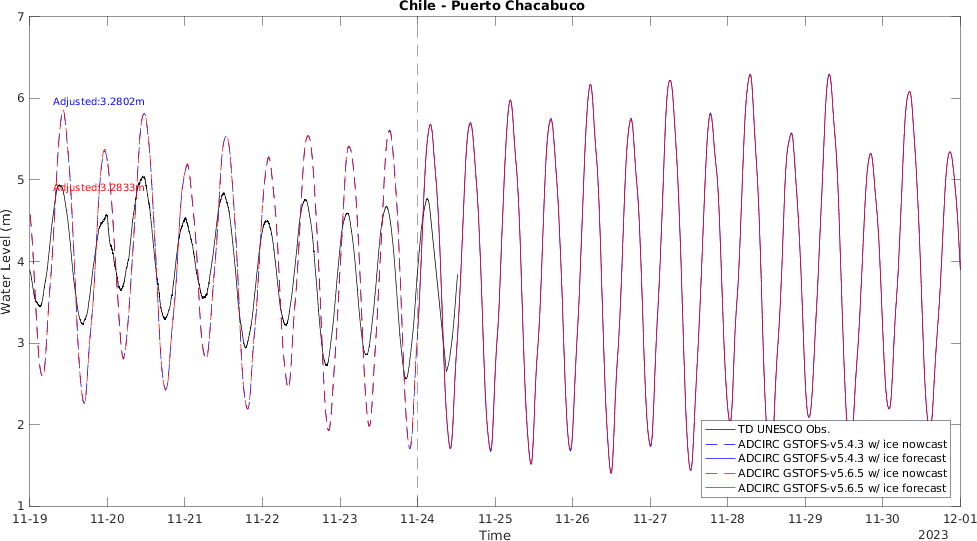 Chile - Puerto Chacabuco
7
6
5
4
3
2
1
Water Level (m)
Adjusted:3.2802m
Adjusted:3.2833m
TD UNESCO Obs.
ADCIRC GSTOFS-v5.4.3 w/ ice nowcast
ADCIRC GSTOFS-v5.4.3 w/ ice forecast
ADCIRC GSTOFS-v5.6.5 w/ ice nowcast
ADCIRC GSTOFS-v5.6.5 w/ ice forecast
11-19 11-20 11-21 11-22 11-23 11-24 11-25 11-26 11-27 11-28 11-29 11-30 12-01
Time
2023